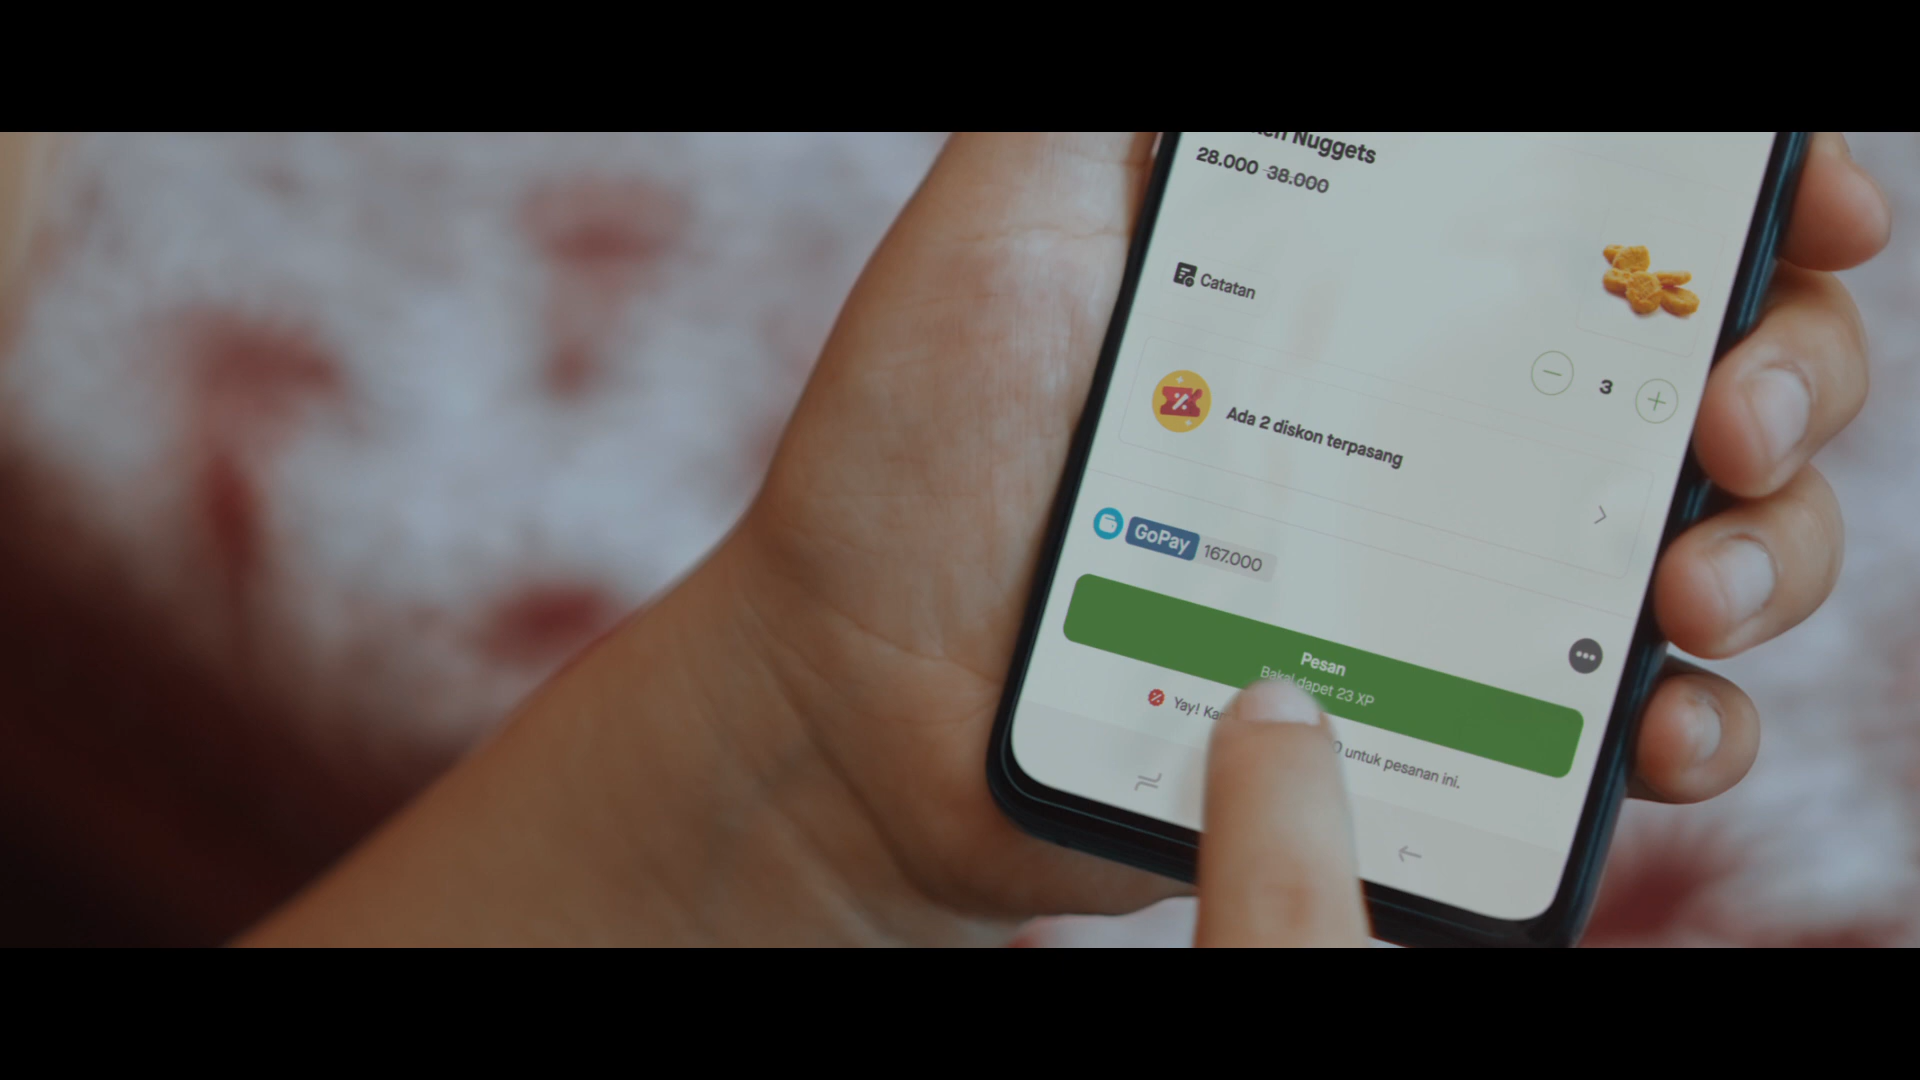 Nuggets
28.000 38.000
Catatan
3
Ada 2 diskon terpasang
GoPay 167.000
Pesan
Bakal dapet 23 XP
Yay!
untuk pesanan ini.